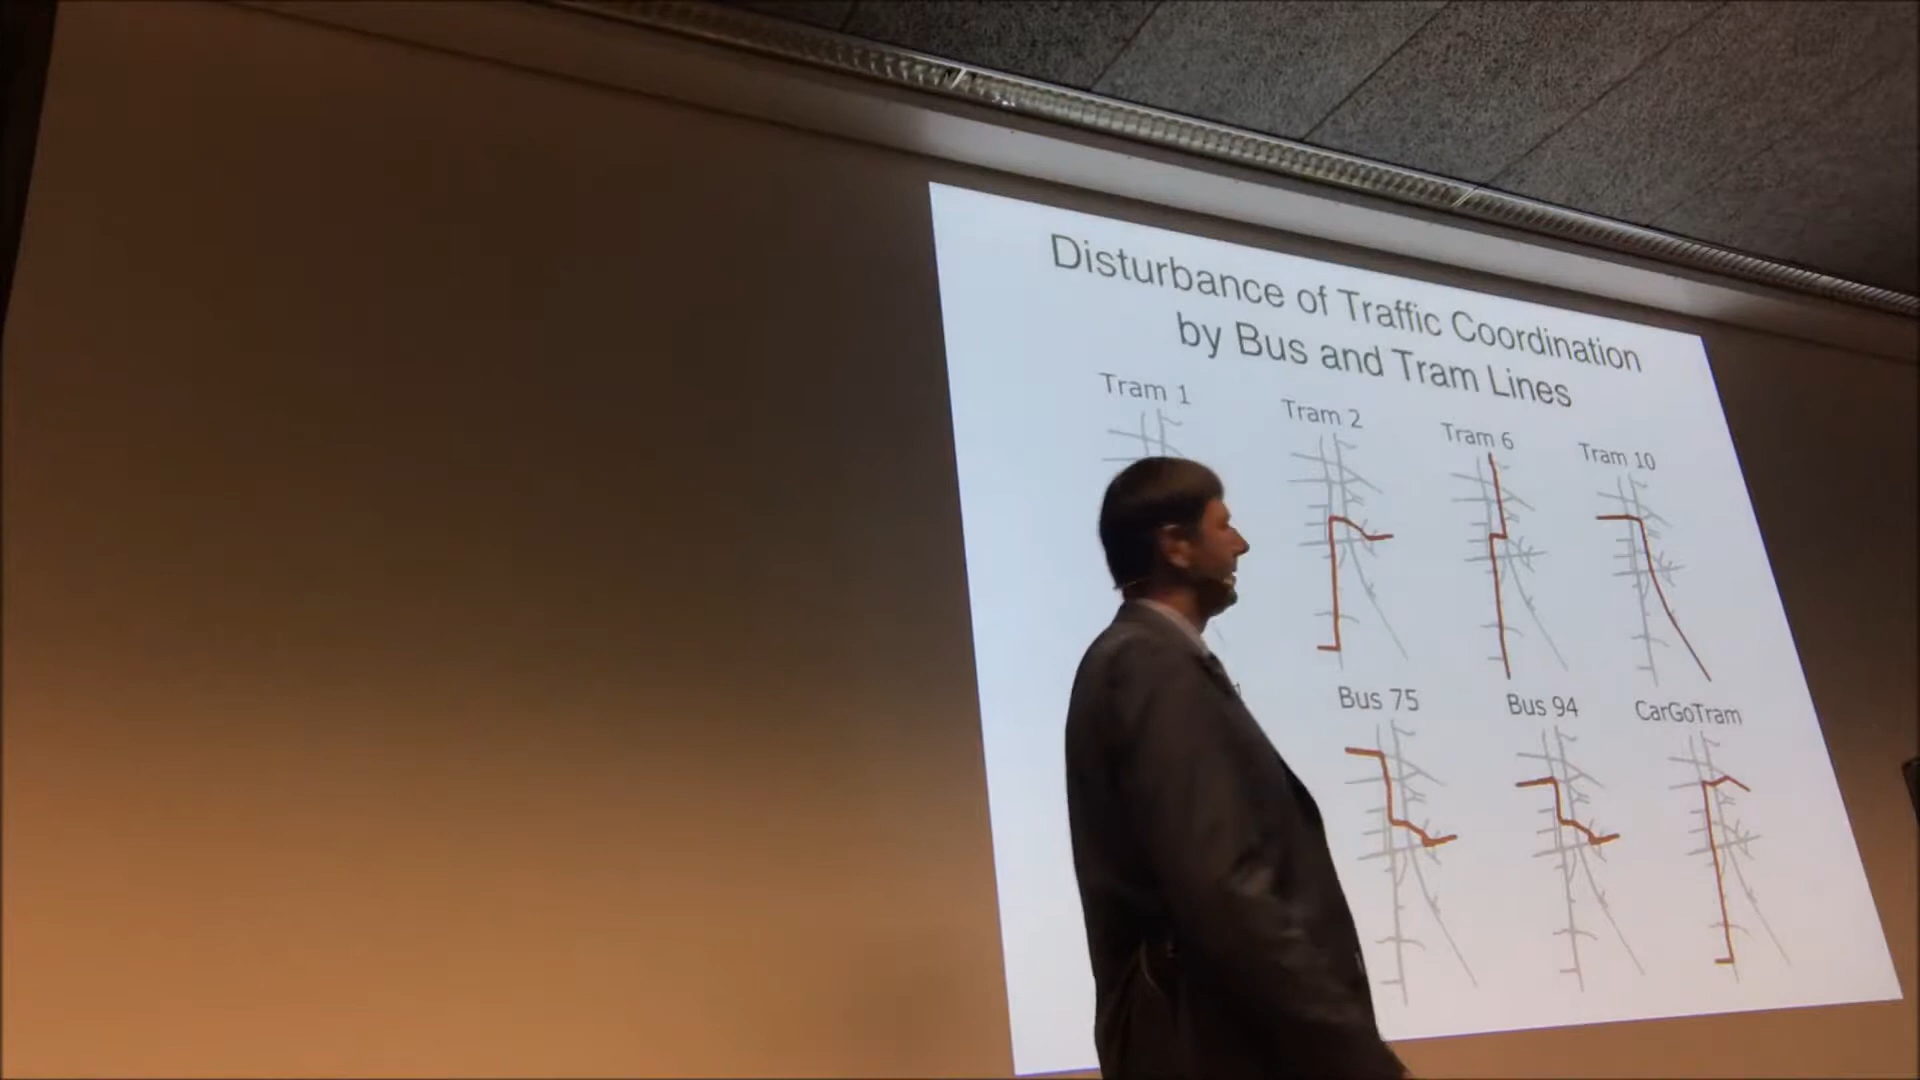 Disturbance of Traffic Coordination
by Bus and Tram Lines
Tram 1
Tram 2
Tram 6
Tram 10
Bus 75
Bus 94
CarGoTram